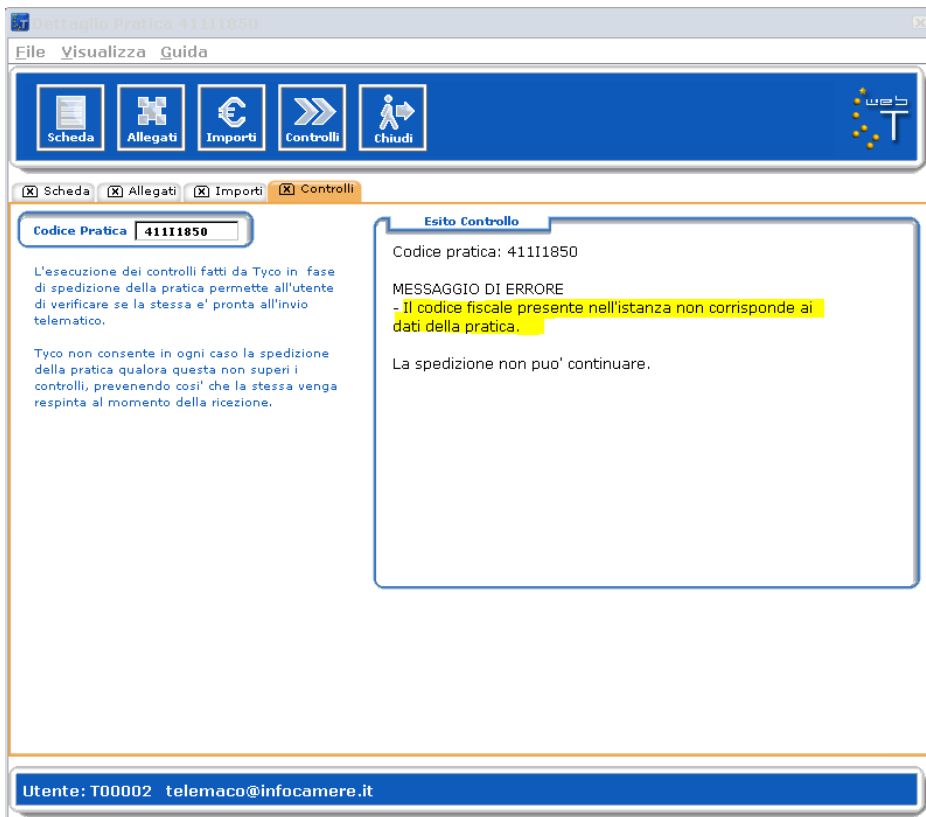 Dettaglio Pratica 411I1850
File Visualizza Guida
Scheda Allegati Importi Controlli Chiudi
web T
Scheda Allegati Importi Controlli
Codice Pratica 411I1850
L'esecuzione dei controlli fatti da Tyco in fase
di spedizione della pratica permette all'utente
di verificare se la stessa e' pronta all'invio
telematico.
Tyco non consente in ogni caso la spedizione
della pratica qualora questa non superi i
controlli, prevenendo cosi' che la stessa venga
respinta al momento della ricezione.
Esito Controllo
Codice pratica: 411I1850
MESSAGGIO DI ERRORE
- Il codice fiscale presente nell'istanza non corrisponde ai
dati della pratica.
La spedizione non puo' continuare.
Utente: T00002 telemaco@infocamere.it